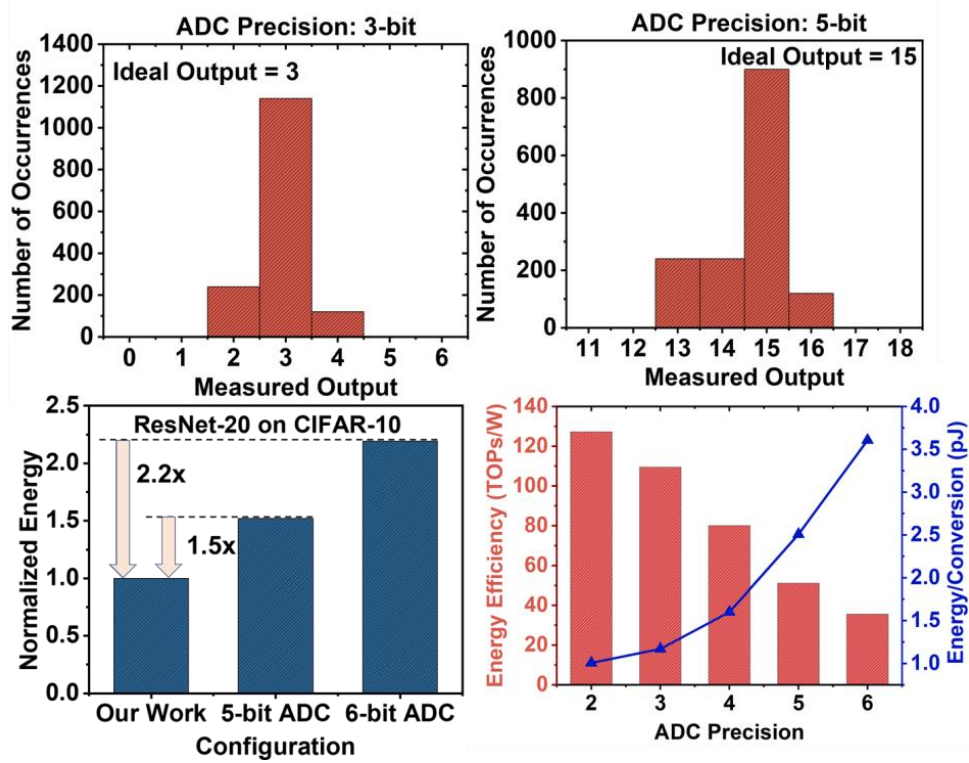 ADC Precision: 3-bit
Number of Occurrences
1400
1200
1000
800
600
400
200
0
Ideal Output = 3
0 1 2 3 4 5 6
Measured Output
ADC Precision: 5-bit
Number of Occurrences
1000
800
600
400
200
0
Ideal Output = 15
11 12 13 14 15 16 17 18
Measured Output
Normalized Energy
2.5
2.0
1.5
1.0
0.5
0.0
ResNet-20 on CIFAR-10
2.2x
1.5x
Our Work 5-bit ADC 6-bit ADC
Configuration
Energy Efficiency (TOPs/W)
140
120
100
80
60
40
20
0
4.0
3.5
3.0
2.5
2.0
1.5
1.0
Energy/Conversion (pJ)
2 3 4 5 6
ADC Precision